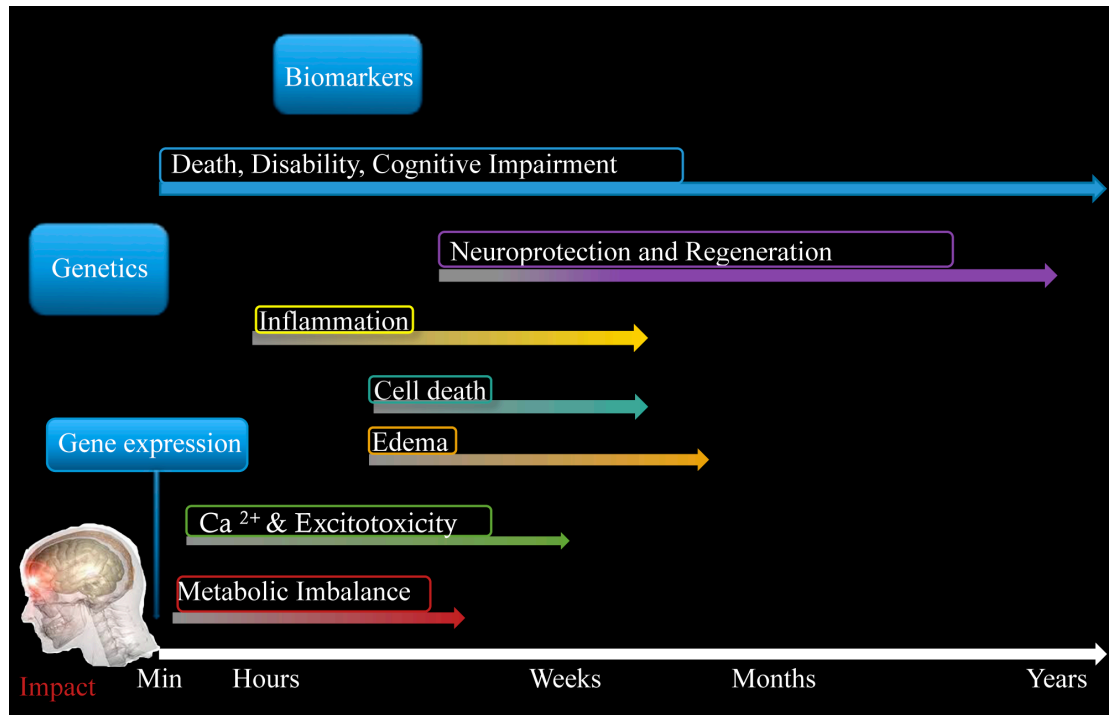 Biomarkers
Death, Disability, Cognitive Impairment
Neuroprotection and Regeneration
Genetics
Inflammation
Cell death
Edema
Gene expression
Ca ²⁺ & Excitotoxicity
Metabolic Imbalance
Impact
Min
Hours
Weeks
Months
Years